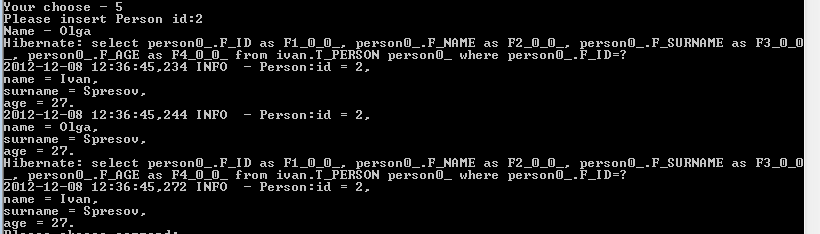 Your choose - 5
Please insert Person id:2
Name - Olga
Hibernate: select person0_.F_ID as F1_0_0_, person0_.F_NAME as F2_0_0_, person0_.F_SURNAME as F3_0_0
_, person0_.F_AGE as F4_0_0_ from ivan.T_PERSON person0_ where person0_.F_ID=?
2012-12-08 12:36:45,234 INFO  - Person:id = 2,
name = Ivan,
surname = Spresov,
age = 27.
2012-12-08 12:36:45,244 INFO  - Person:id = 2,
name = Olga,
surname = Spresov,
age = 27.
Hibernate: select person0_.F_ID as F1_0_0_, person0_.F_NAME as F2_0_0_, person0_.F_SURNAME as F3_0_0
_, person0_.F_AGE as F4_0_0_ from ivan.T_PERSON person0_ where person0_.F_ID=?
2012-12-08 12:36:45,272 INFO  - Person:id = 2,
name = Ivan,
surname = Spresov,
age = 27.